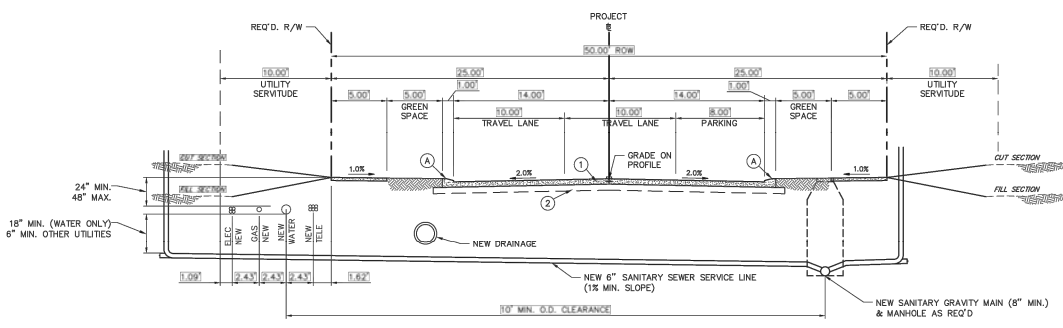 PROJECT
℄
REQ'D. R/W
REQ'D. R/W
50.00' ROW
10.00'
25.00'
25.00'
10.00'
UTILITY
SERVITUDE
UTILITY
SERVITUDE
1.00'
1.00'
5.00'
5.00'
14.00'
14.00'
5.00'
5.00'
GREEN
SPACE
GREEN
SPACE
10.00'
10.00'
8.00'
TRAVEL LANE
TRAVEL LANE
PARKING
CUT SECTION
CUT SECTION
GRADE ON
PROFILE
A
1
A
1.0%
2.0%
2.0%
1.0%
24" MIN.
48" MAX.
FILL SECTION
FILL SECTION
2
18" MIN. (WATER ONLY)
6" MIN. OTHER UTILITIES
ELEC
NEW
GAS
NEW
NEW
WATER
NEW
TELE
NEW DRAINAGE
1.09'
2.43'
2.43'
2.43'
1.62'
NEW 6" SANITARY SEWER SERVICE LINE
(1% MIN. SLOPE)
10' MIN. O.D. CLEARANCE
NEW SANITARY GRAVITY MAIN (8" MIN.)
& MANHOLE AS REQ'D